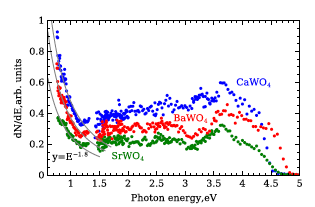 1
0.8
0.6
0.4
0.2
0
dN/dE,arb. units
CaWO₄
BaWO₄
SrWO₄
y=E⁻¹·⁸
1 1.5 2 2.5 3 3.5 4 4.5 5
Photon energy,eV